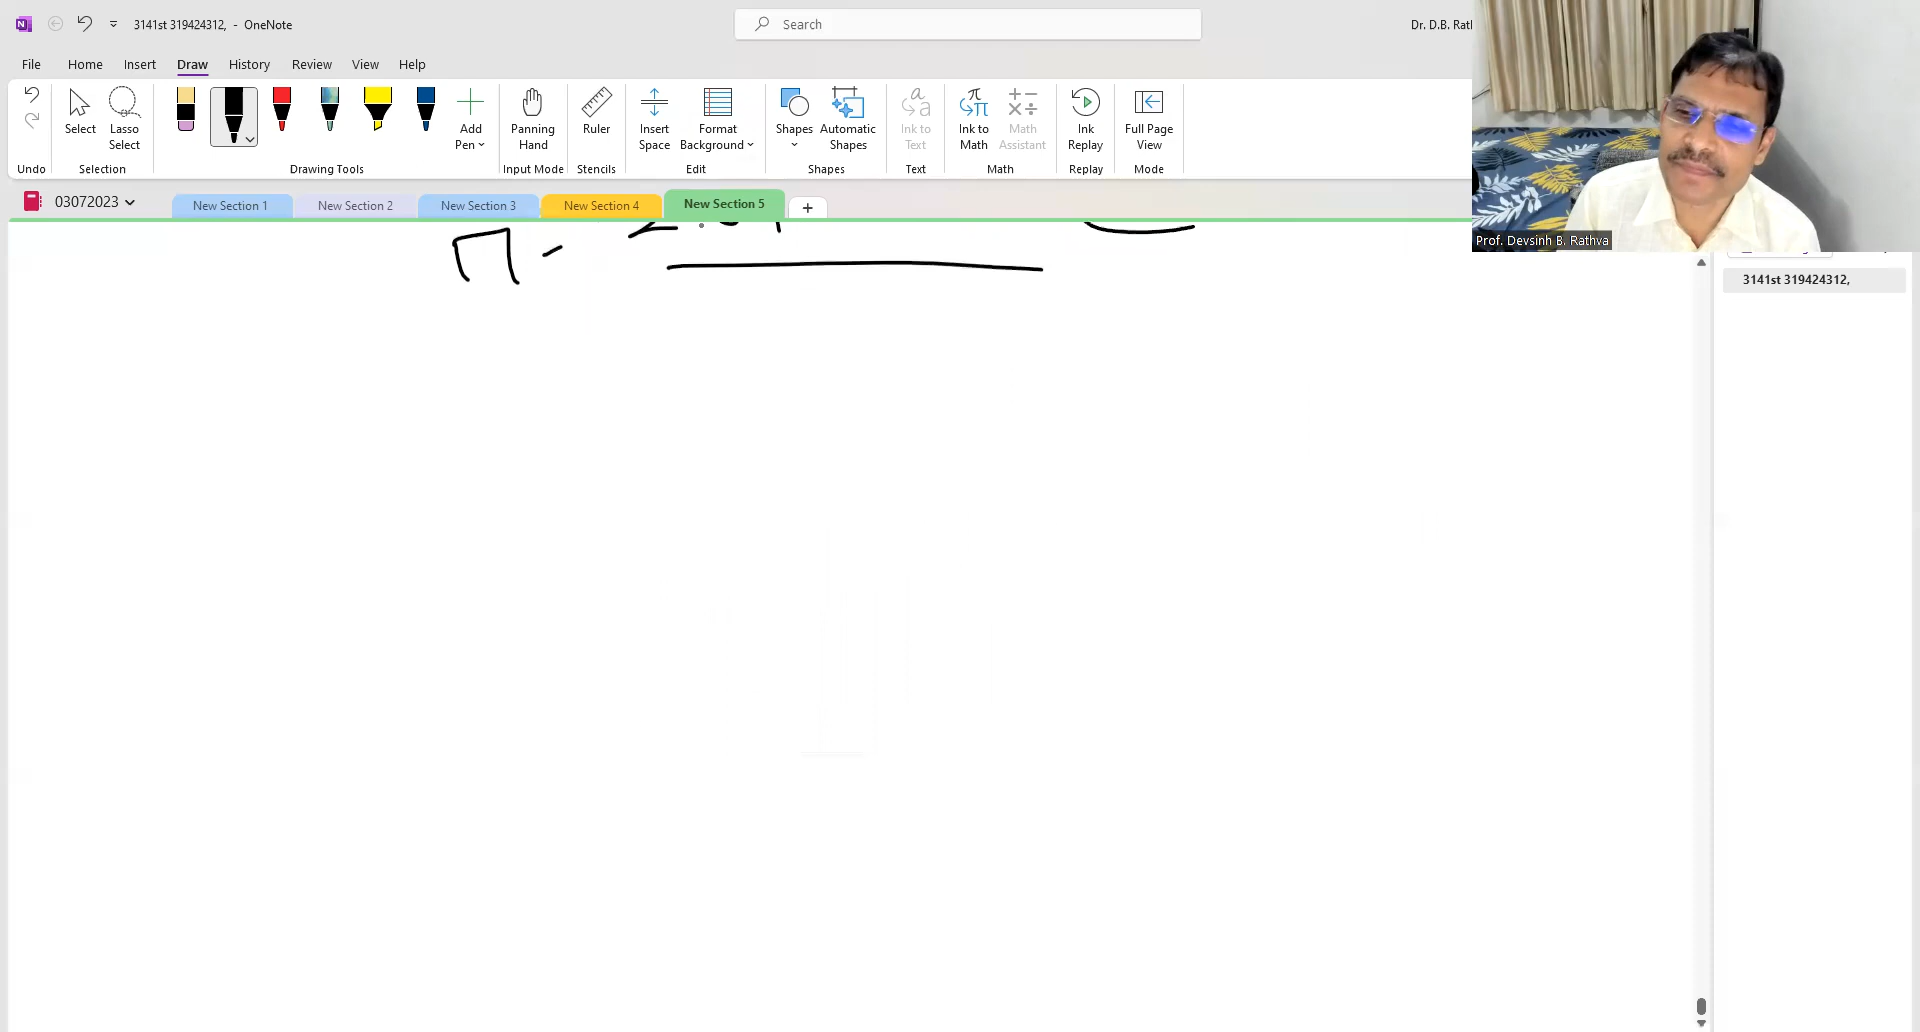 3141st 319424312, - OneNote
Search
Dr. D.B. Rath
File Home Insert Draw History Review View Help
Select
Lasso Select
Add Pen
Panning Hand
Ruler
Insert Space
Format Background
Shapes
Automatic Shapes
Ink to Text
Ink to Math
Math Assistant
Ink Replay
Full Page View
Undo Selection Drawing Tools Input Mode Stencils Edit Shapes Text Math Replay Mode
03072023
New Section 1 New Section 2 New Section 3 New Section 4 New Section 5 +
Prof. Devsinh B. Rathva
3141st 319424312,